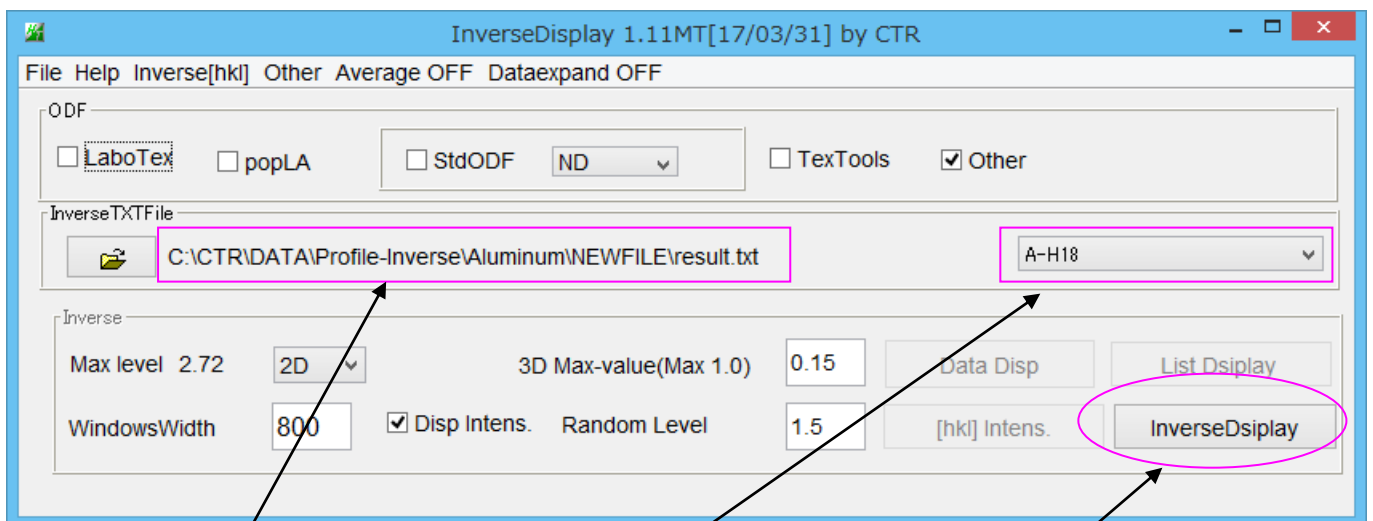 InverseDisplay 1.11MT[17/03/31] by CTR
File Help Inverse[hkl] Other Average OFF Dataexpand OFF
ODF
LaboTex popLA StdODF ND TexTools Other
InverseTXTFile
C:\CTR\DATA\Profile-Inverse\Aluminum\NEWFILE\result.txt A-H18
Inverse
Max level 2.72 2D 3D Max-value(Max 1.0) 0.15 Data Disp List Dsiplay
WindowsWidth 800 Disp Intens. Random Level 1.5 [hkl] Intens. InverseDsiplay